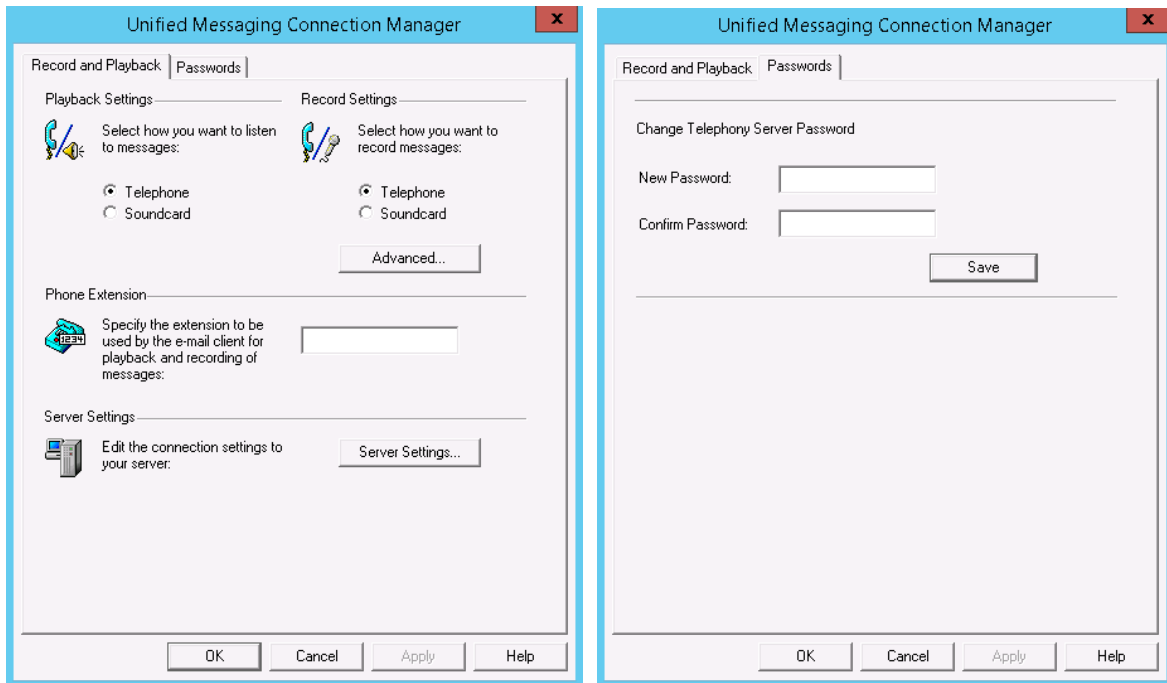 Unified Messaging Connection Manager
x
Record and Playback
Passwords
Playback Settings
Select how you want to listen
to messages:
Telephone
Soundcard
Record Settings
Select how you want to
record messages:
Telephone
Soundcard
Advanced...
Phone Extension
1234
Specify the extension to be
used by the e-mail client for
playback and recording of
messages:
Server Settings
Edit the connection settings to
your server:
Server Settings...
OK
Cancel
Apply
Help
Unified Messaging Connection Manager
x
Record and Playback
Passwords
Change Telephony Server Password
New Password:
Confirm Password:
Save
OK
Cancel
Apply
Help